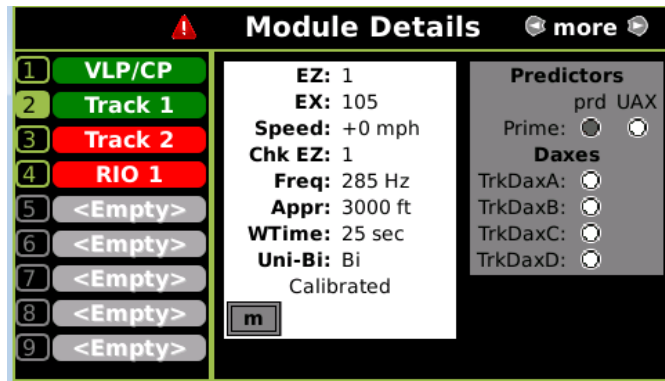 Module Details
more
1 VLP/CP
2 Track 1
3 Track 2
4 RIO 1
5 <Empty>
6 <Empty>
7 <Empty>
8 <Empty>
9 <Empty>
EZ: 1
EX: 105
Speed: +0 mph
Chk EZ: 1
Freq: 285 Hz
Appr: 3000 ft
WTime: 25 sec
Uni-Bi: Bi
Calibrated
m
Predictors
prd UAX
Prime:
Daxes
TrkDaxA:
TrkDaxB:
TrkDaxC:
TrkDaxD: